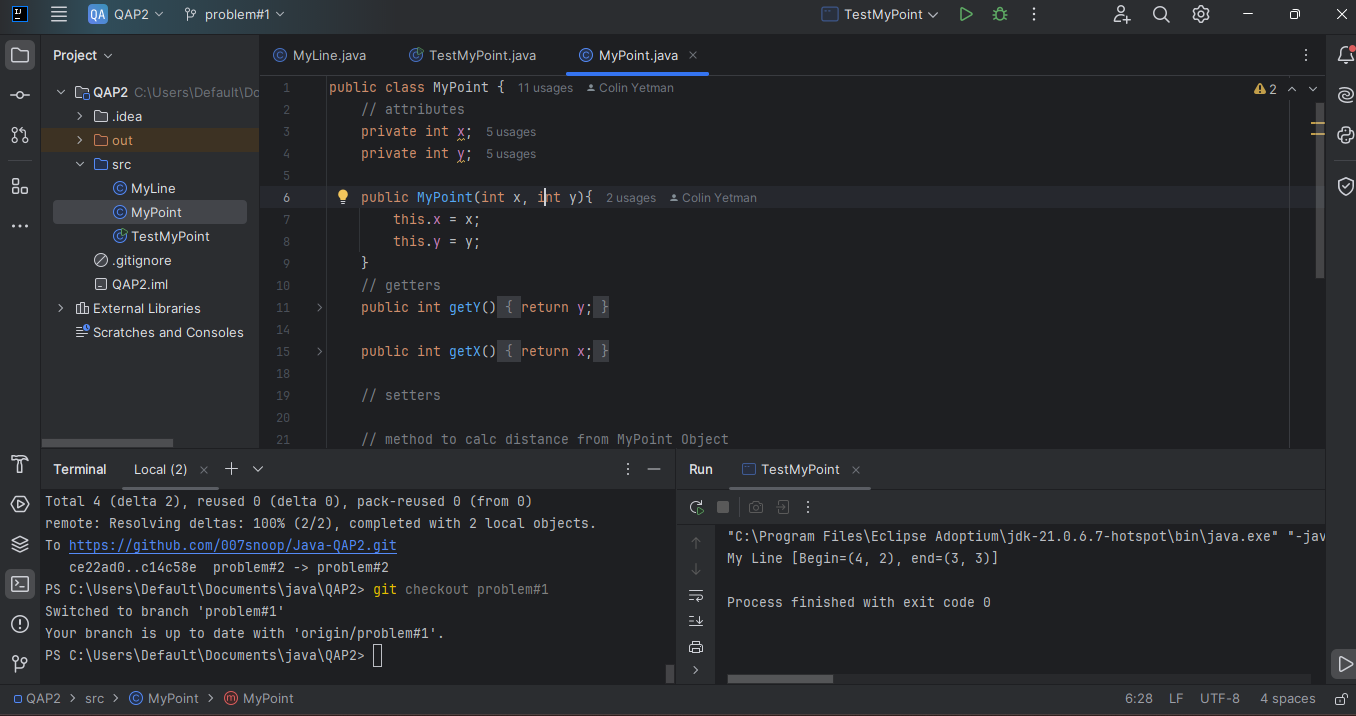 QA QAP2 problem#1 TestMyPoint
Project
MyLine.java TestMyPoint.java MyPoint.java
QAP2 C:\Users\Default\Do
.idea
out
src
MyLine
MyPoint
TestMyPoint
.gitignore
QAP2.iml
External Libraries
Scratches and Consoles
1 public class MyPoint { 11 usages Colin Yetman
2 // attributes
3 private int x; 5 usages
4 private int y; 5 usages
5
6 public MyPoint(int x, int y){ 2 usages Colin Yetman
7 this.x = x;
8 this.y = y;
9 }
10 // getters
11 public int getY() { return y; }
14
15 public int getX() { return x; }
18
19 // setters
20
21 // method to calc distance from MyPoint Object
2
Terminal Local (2)
Total 4 (delta 2), reused 0 (delta 0), pack-reused 0 (from 0)
remote: Resolving deltas: 100% (2/2), completed with 2 local objects.
To https://github.com/007snoop/Java-QAP2.git
ce22ad0..c14c58e problem#2 -> problem#2
PS C:\Users\Default\Documents\java\QAP2> git checkout problem#1
Switched to branch 'problem#1'
Your branch is up to date with 'origin/problem#1'.
PS C:\Users\Default\Documents\java\QAP2>
Run TestMyPoint
"C:\Program Files\Eclipse Adoptium\jdk-21.0.6.7-hotspot\bin\java.exe" "-jav
My Line [Begin=(4, 2), end=(3, 3)]
Process finished with exit code 0
QAP2 > src > MyPoint > MyPoint 6:28 LF UTF-8 4 spaces